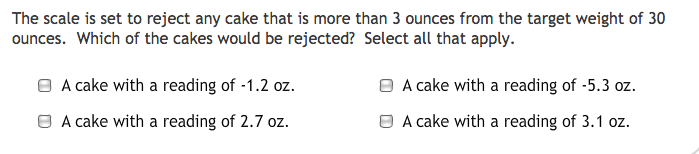 The scale is set to reject any cake that is more than 3 ounces from the target weight of 30
ounces.  Which of the cakes would be rejected?  Select all that apply.
A cake with a reading of -1.2 oz.
A cake with a reading of -5.3 oz.
A cake with a reading of 2.7 oz.
A cake with a reading of 3.1 oz.